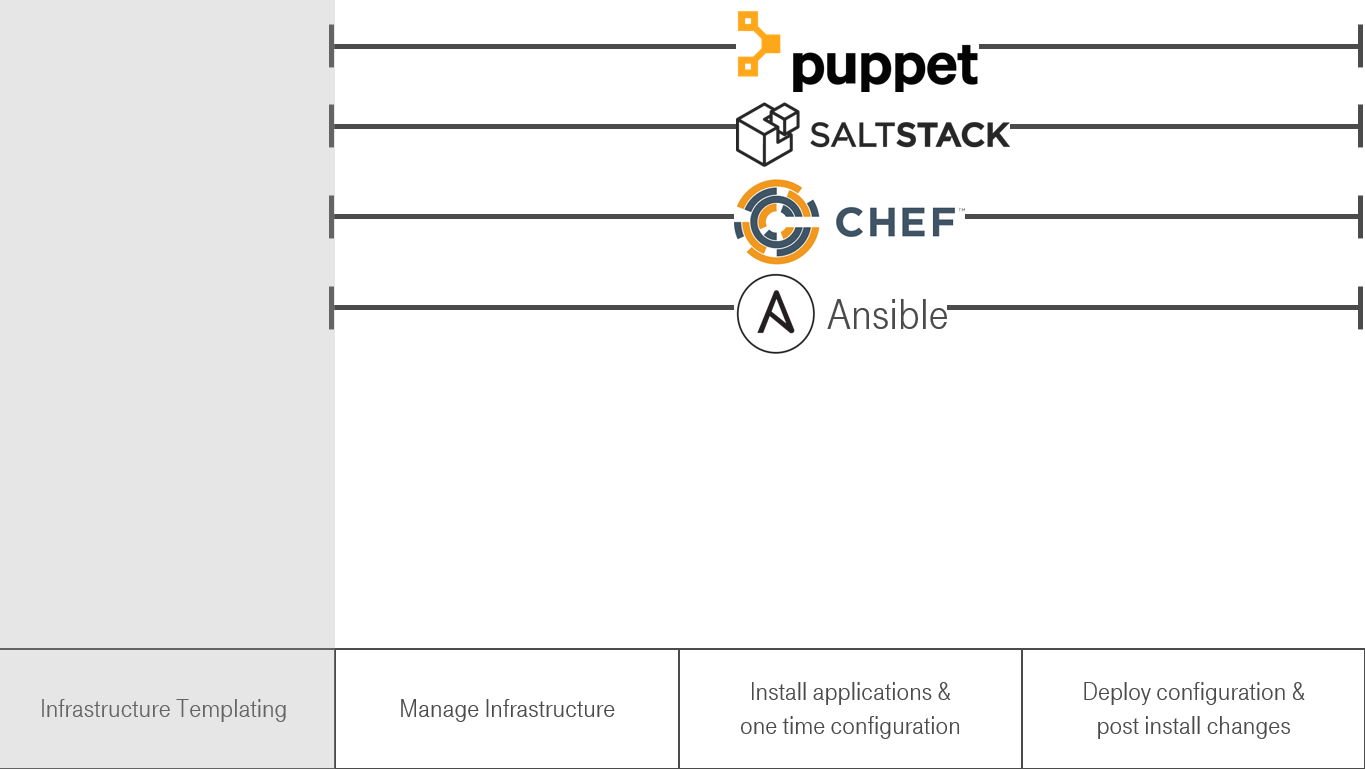 puppet
SALTSTACK
CHEF™
Ansible
Infrastructure Templating
Manage Infrastructure
Install applications &
one time configuration
Deploy configuration &
post install changes